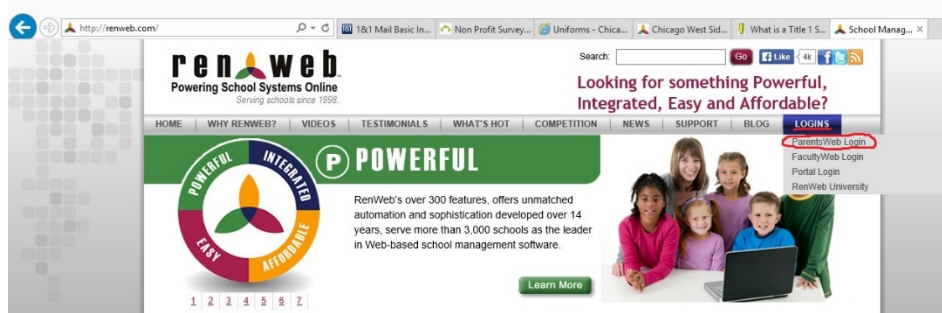 http://renweb.com/
1&1 Mail Basic In...
Non Profit Survey...
Uniforms - Chica...
Chicago West Sid...
What is a Title 1 S...
School Manag...
ren web
Powering School Systems Online
Serving schools since 1998.
Search:
Go
Like
4k
Looking for something Powerful,
Integrated, Easy and Affordable?
HOME
WHY RENWEB?
VIDEOS
TESTIMONIALS
WHAT'S HOT
COMPETITION
NEWS
SUPPORT
BLOG
LOGINS
ParentsWeb Login
FacultyWeb Login
Portal Login
RenWeb University
POWERFUL
INTEGRATED
AFFORDABLE
EASY
P POWERFUL
RenWeb's over 300 features, offers unmatched
automation and sophistication developed over 14
years, serve more than 3,000 schools as the leader
in Web-based school management software.
Learn More
1 2 3 4 5 6 7